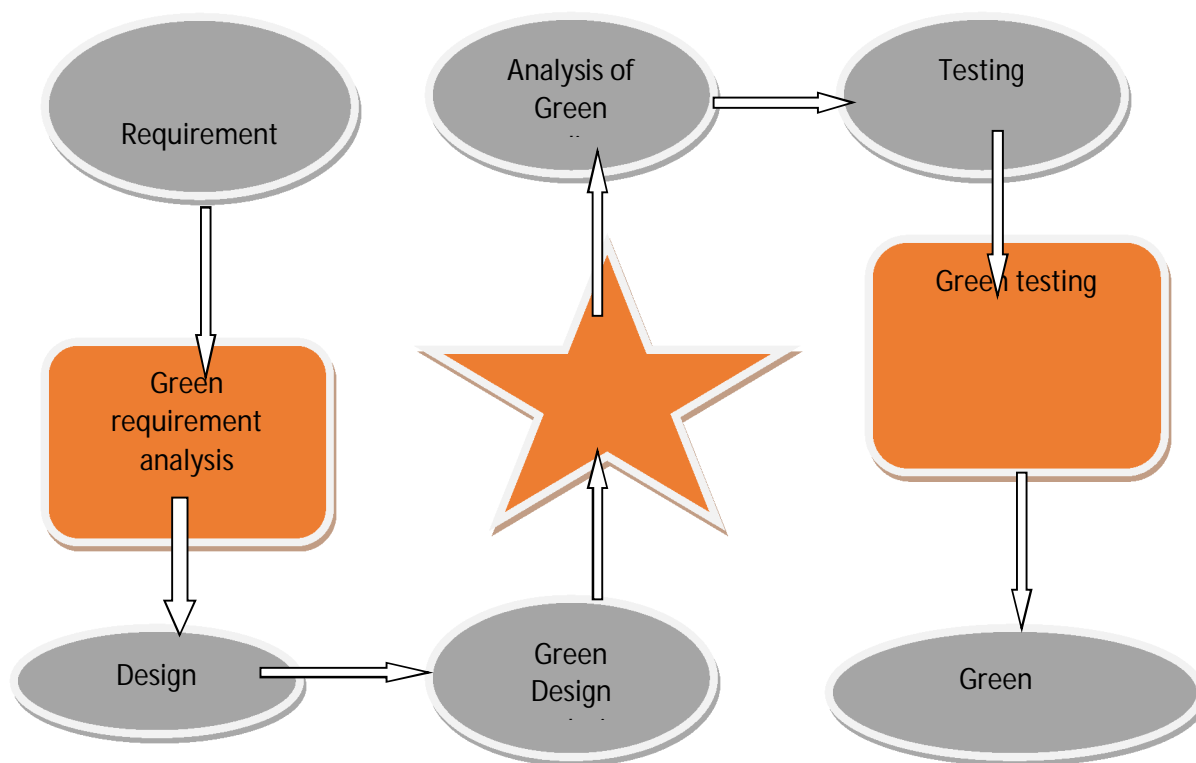 Requirement
Green
requirement
analysis
Design
Green
Design
Analysis of
Green
Testing
Green testing
Green